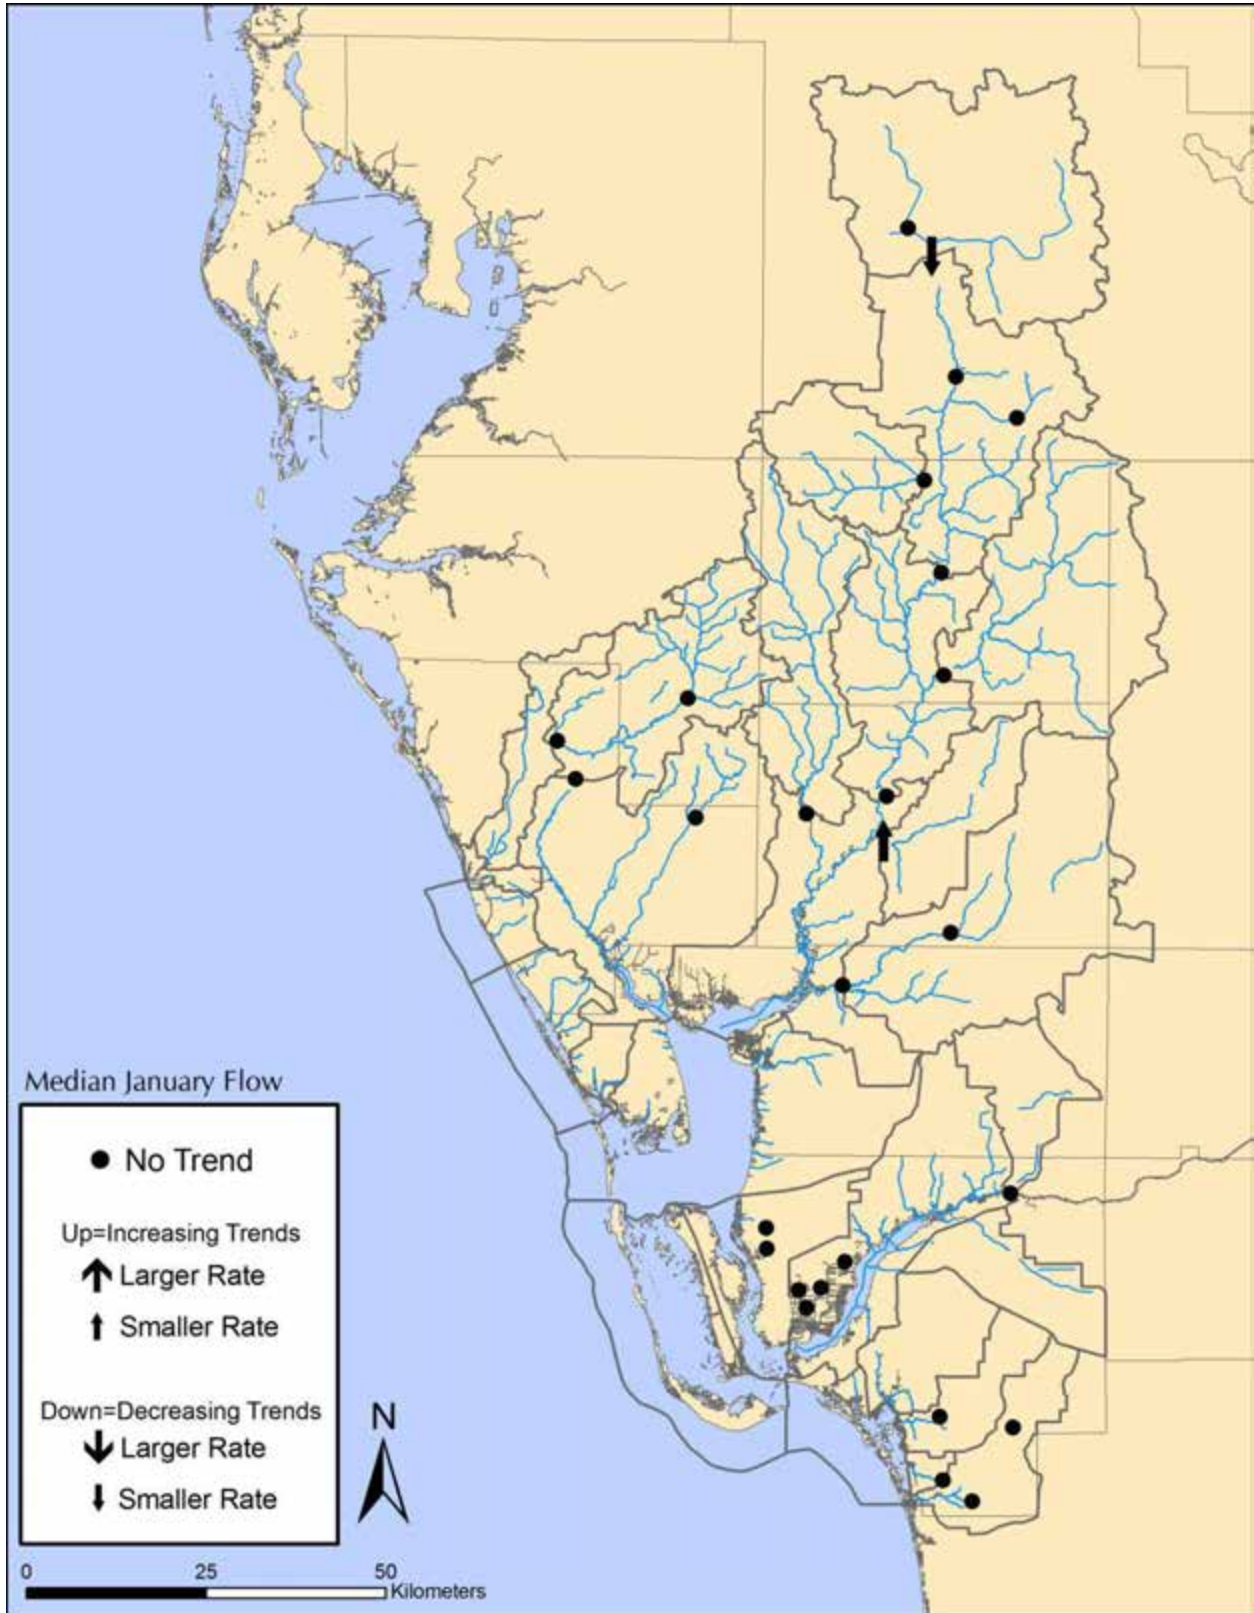 Median January Flow
No Trend
Up=Increasing Trends
Larger Rate
Smaller Rate
Down=Decreasing Trends
Larger Rate
Smaller Rate
N
0 25 50
Kilometers